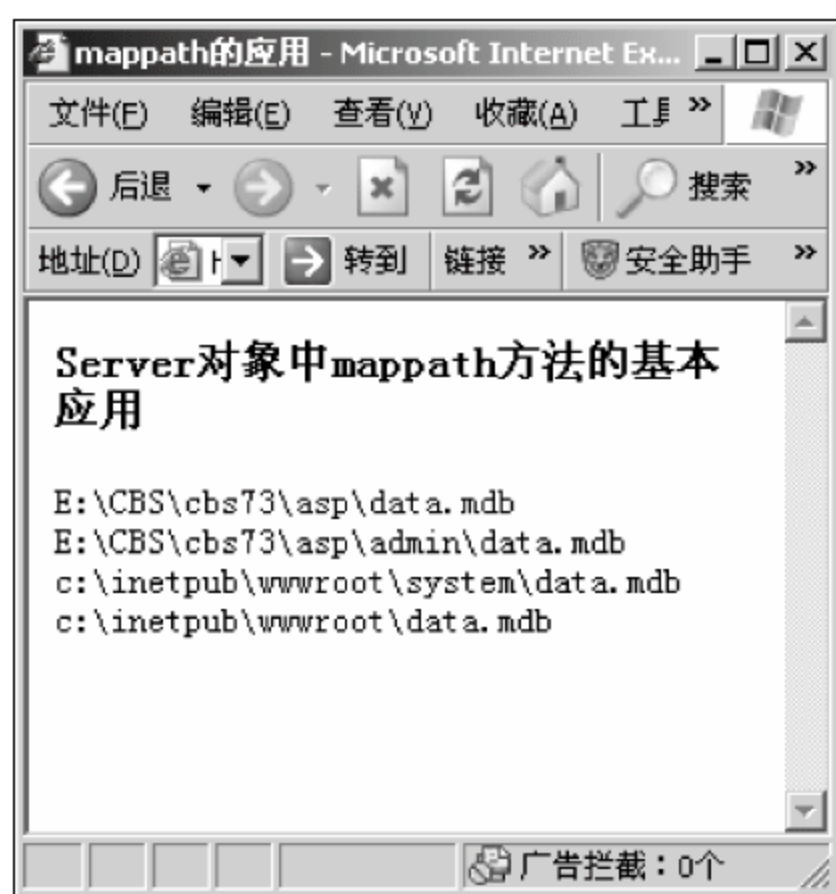 mappath的应用 - Microsoft Internet Ex...
文件(F) 编辑(E) 查看(V) 收藏(A) 工具 »
后退 搜索 »
地址(D) 转到 链接 » 安全助手 »
Server对象中mappath方法的基本
应用
E:\CBS\cbs73\asp\data.mdb
E:\CBS\cbs73\asp\admin\data.mdb
c:\inetpub\wwwroot\system\data.mdb
c:\inetpub\wwwroot\data.mdb
广告拦截：0个